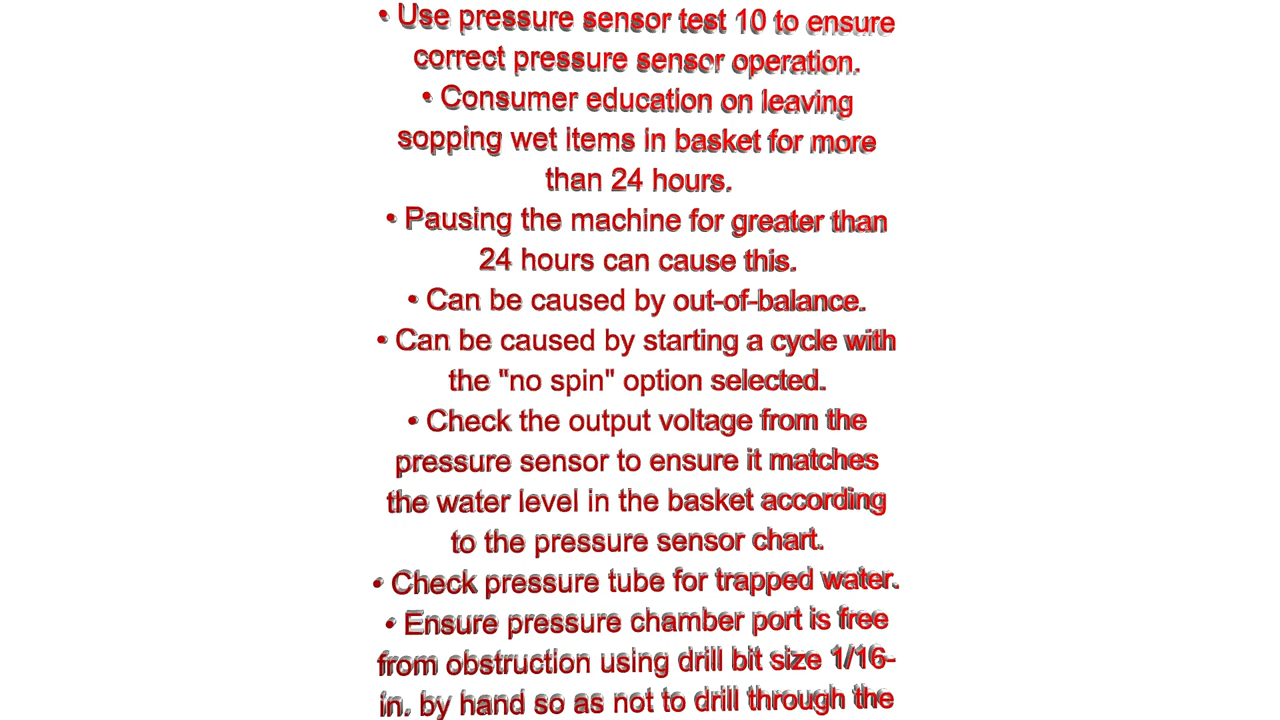 • Use pressure sensor test 10 to ensure
correct pressure sensor operation.
• Consumer education on leaving
sopping wet items in basket for more
than 24 hours.
• Pausing the machine for greater than
24 hours can cause this.
• Can be caused by out-of-balance.
• Can be caused by starting a cycle with
the "no spin" option selected.
• Check the output voltage from the
pressure sensor to ensure it matches
the water level in the basket according
to the pressure sensor chart.
• Check pressure tube for trapped water.
• Ensure pressure chamber port is free
from obstruction using drill bit size 1/16-
in. by hand so as not to drill through the